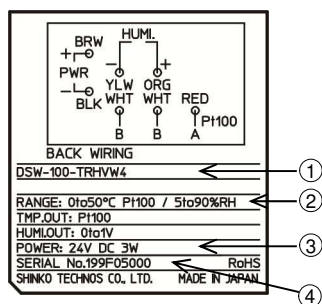 HUMI.
BRW
+
PWR
- +
YLW ORG
-
BLK WHT WHT RED
Pt100
B B A
BACK WIRING
DSW-100-TRHVW4
①
RANGE: 0to50°C Pt100 / 5to90%RH
②
TMP.OUT: Pt100
HUMI.OUT: 0to1V
POWER: 24V DC 3W
③
SERIAL No.199F05000 RoHS
SHINKO TECHNOS CO., LTD. MADE IN JAPAN
④